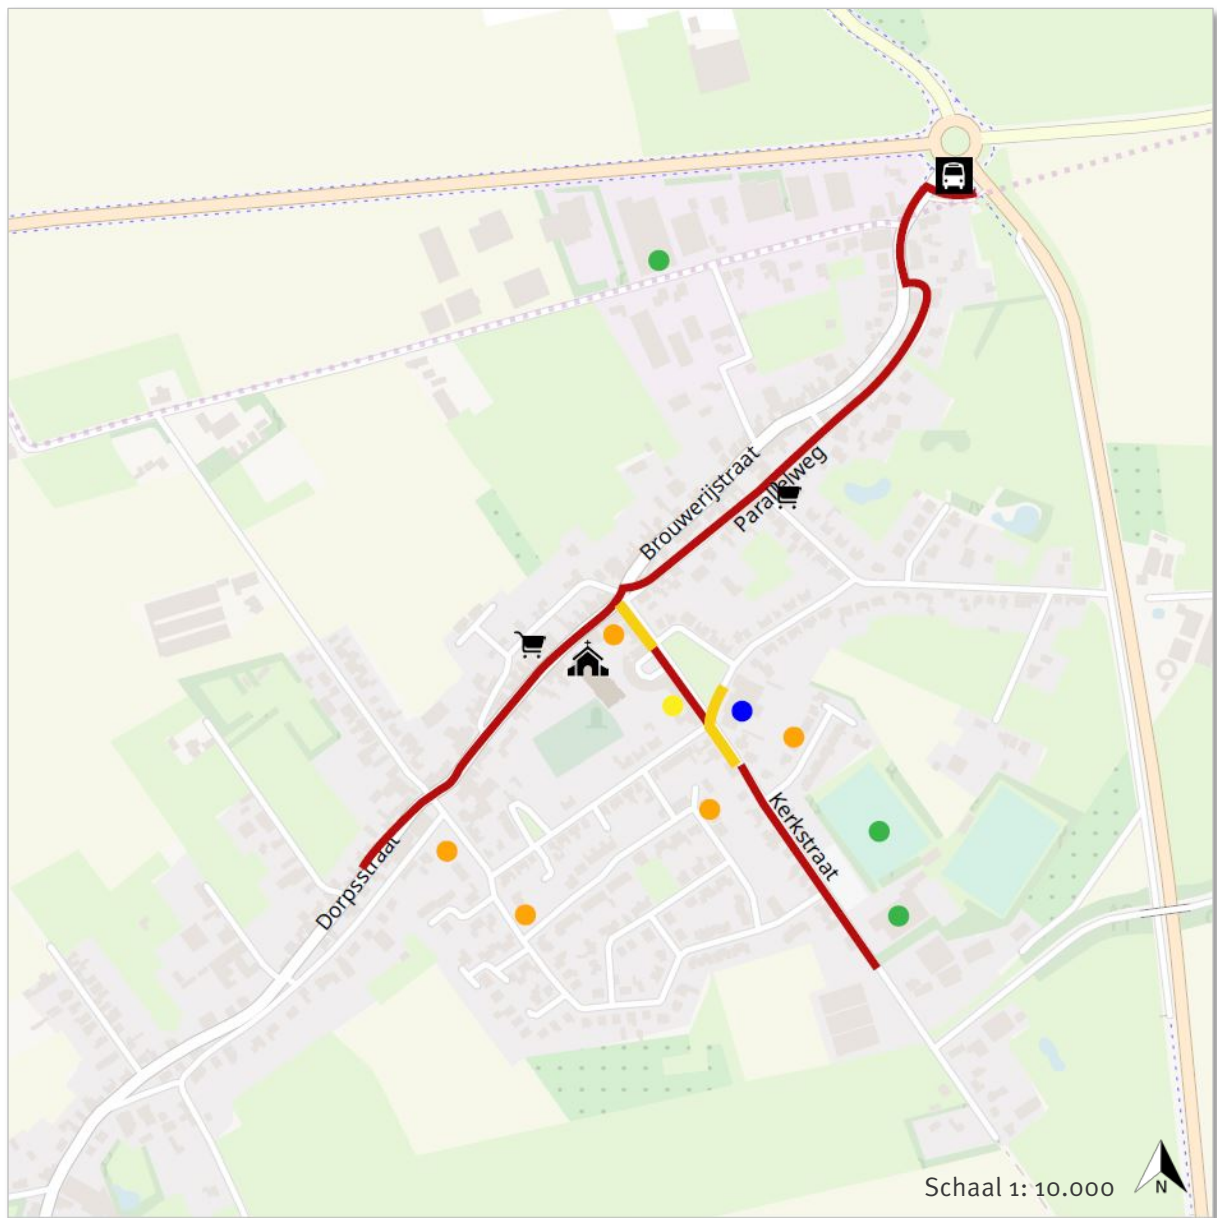 Brouwerijstraat
Parallelweg
Kerkstraat
Dorpsstraat
Schaal 1: 10.000
N